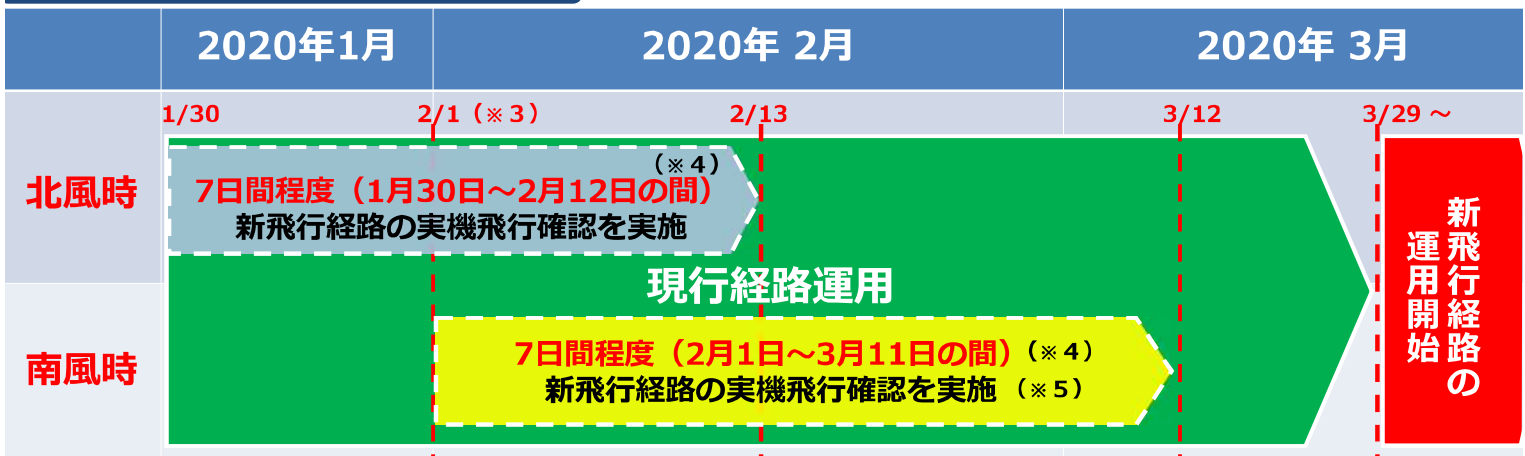 2020年1月
2020年 2月
2020年 3月
1/30
2/1（※３）
2/13
3/12
3/29 ～
北風時
（※４）
7日間程度（1月30日～2月12日の間）
新飛行経路の実機飛行確認を実施
現行経路運用
南風時
7日間程度（2月1日～3月11日の間）（※４）
新飛行経路の実機飛行確認を実施（※５）
新飛行経路の
運用開始